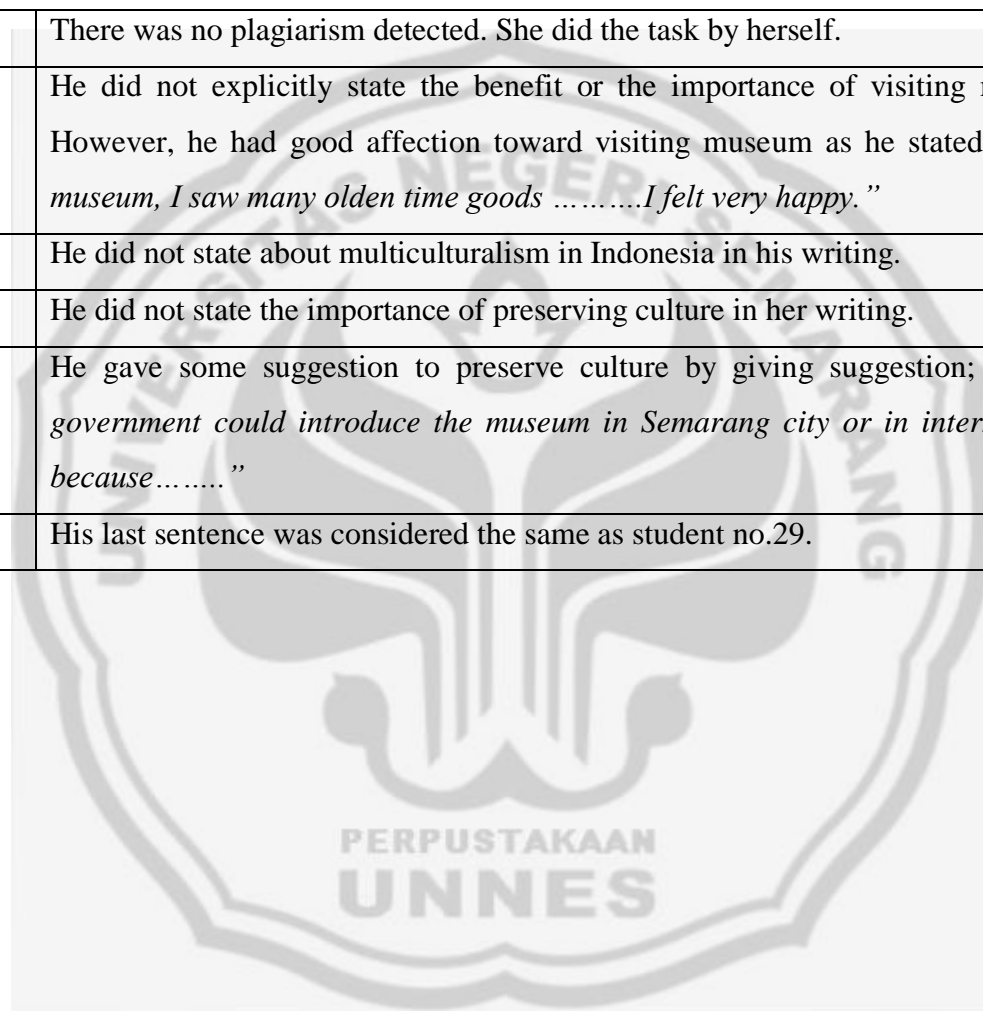 There was no plagiarism detected. She did the task by herself.
He did not explicitly state the benefit or the importance of visiting
However, he had good affection toward visiting museum as he stated
museum, I saw many olden time goods ……….I felt very happy.”
He did not state about multiculturalism in Indonesia in his writing.
He did not state the importance of preserving culture in her writing.
He gave some suggestion to preserve culture by giving suggestion;
government could introduce the museum in Semarang city or in
because……..”
His last sentence was considered the same as student no.29.
UNIVERSITAS NEGERI SEMARANG
PERPUSTAKAAN
UNNES